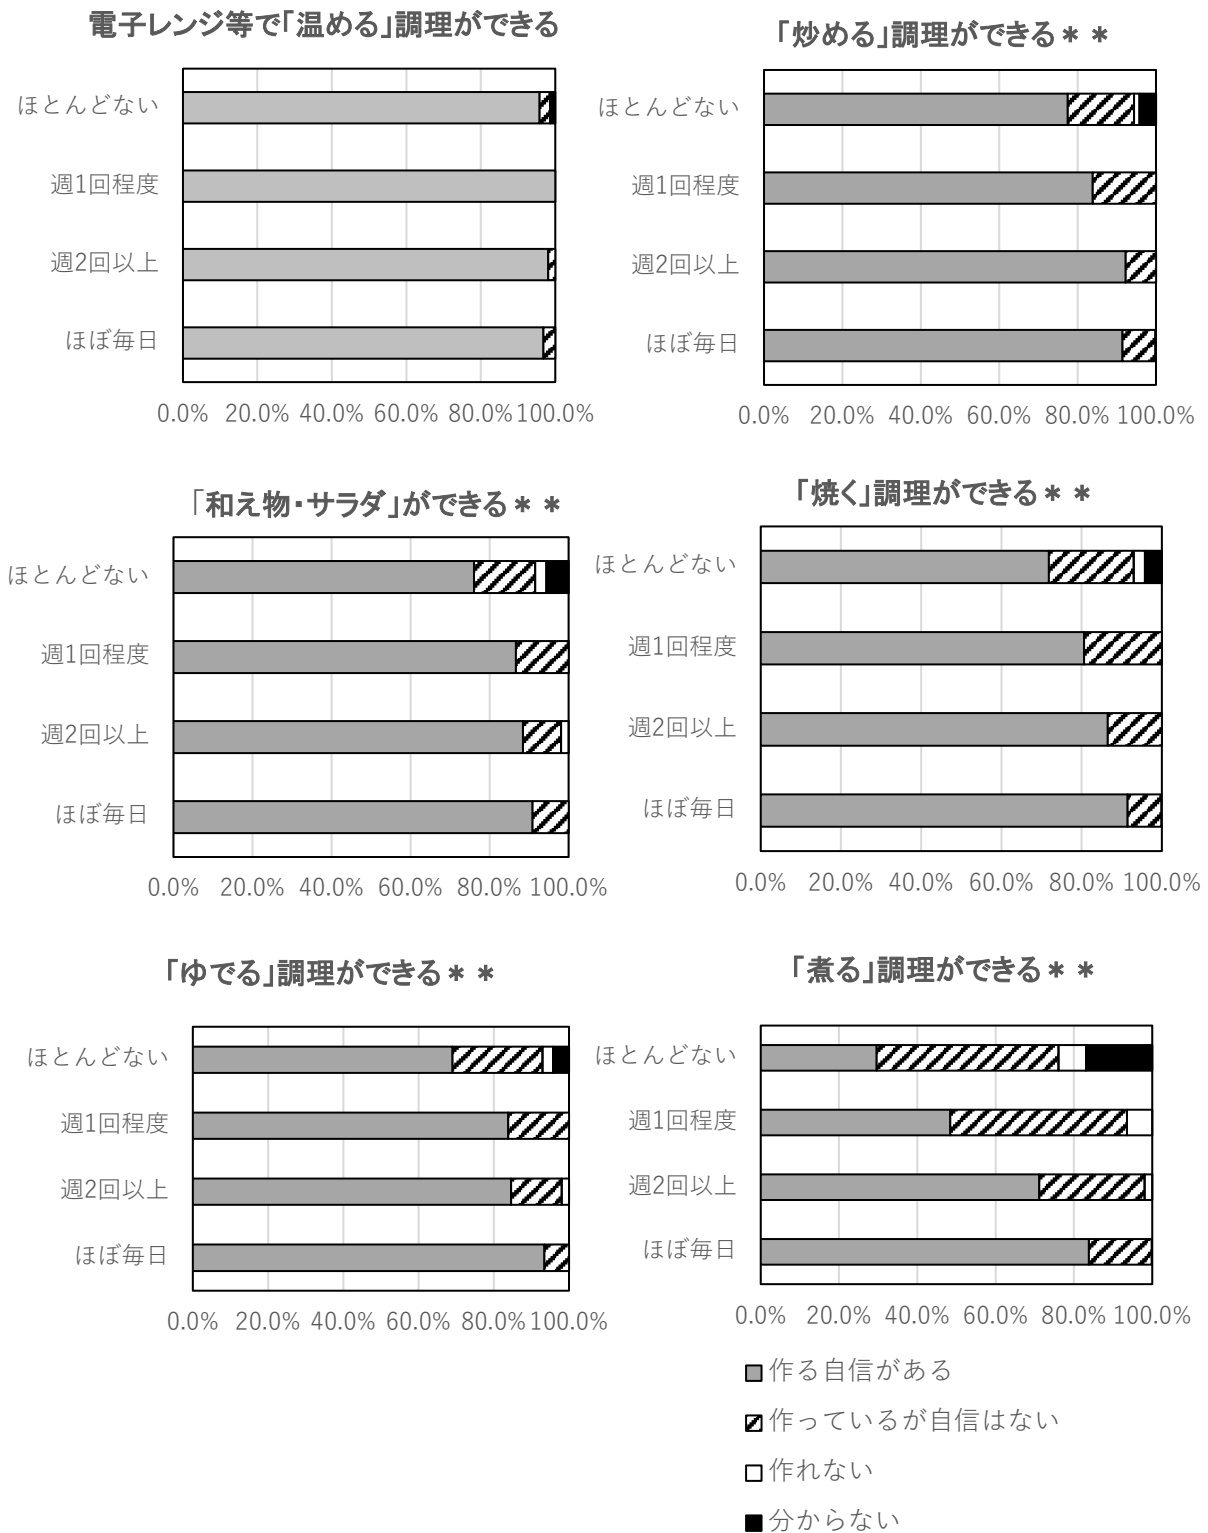 電子レンジ等で「温める」調理ができる
ほとんどない
週1回程度
週2回以上
ほぼ毎日
0.0% 20.0% 40.0% 60.0% 80.0% 100.0%
「炒める」調理ができる＊＊
ほとんどない
週1回程度
週2回以上
ほぼ毎日
0.0% 20.0% 40.0% 60.0% 80.0% 100.0%
「和え物・サラダ」ができる＊＊
ほとんどない
週1回程度
週2回以上
ほぼ毎日
0.0% 20.0% 40.0% 60.0% 80.0% 100.0%
「焼く」調理ができる＊＊
ほとんどない
週1回程度
週2回以上
ほぼ毎日
0.0% 20.0% 40.0% 60.0% 80.0% 100.0%
「ゆでる」調理ができる＊＊
ほとんどない
週1回程度
週2回以上
ほぼ毎日
0.0% 20.0% 40.0% 60.0% 80.0% 100.0%
「煮る」調理ができる＊＊
ほとんどない
週1回程度
週2回以上
ほぼ毎日
0.0% 20.0% 40.0% 60.0% 80.0% 100.0%
作る自信がある
作っているが自信はない
作れない
分からない